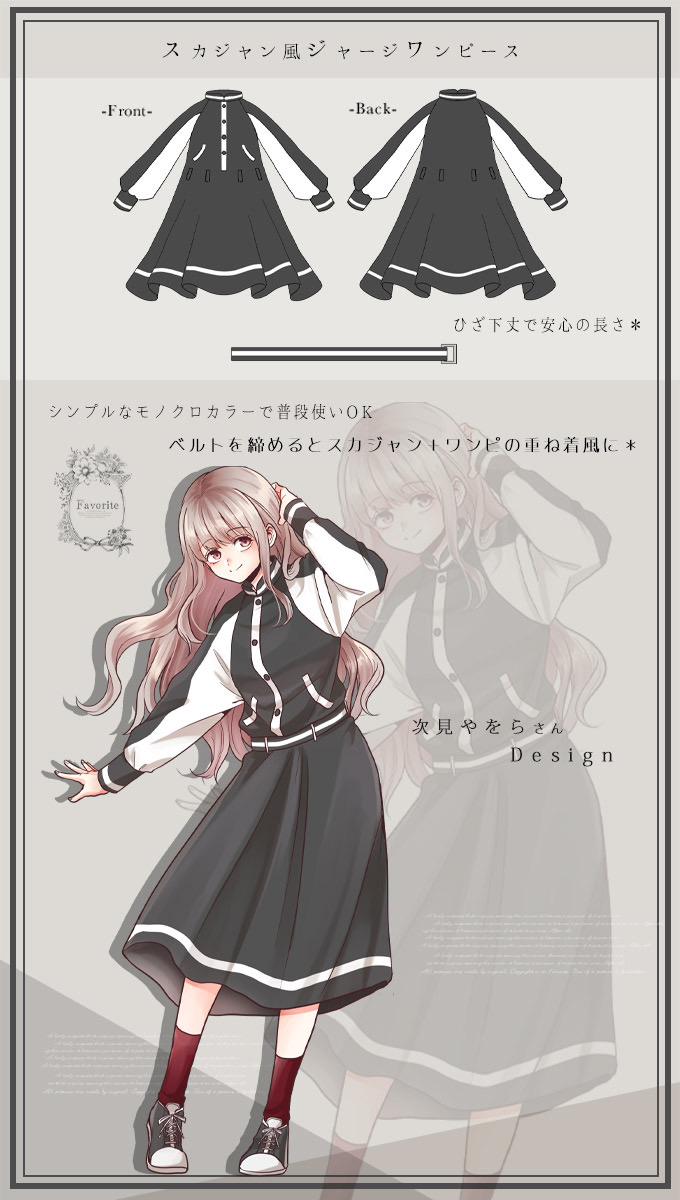 スカジャン風ジャージワンピース
-Front-
-Back-
ひざ下丈で安心の長さ＊
シンプルなモノクロカラーで普段使いOK
ベルトを締めるとスカジャン+ワンピの重ね着風に＊
Favorite
次見やをらさん
Design